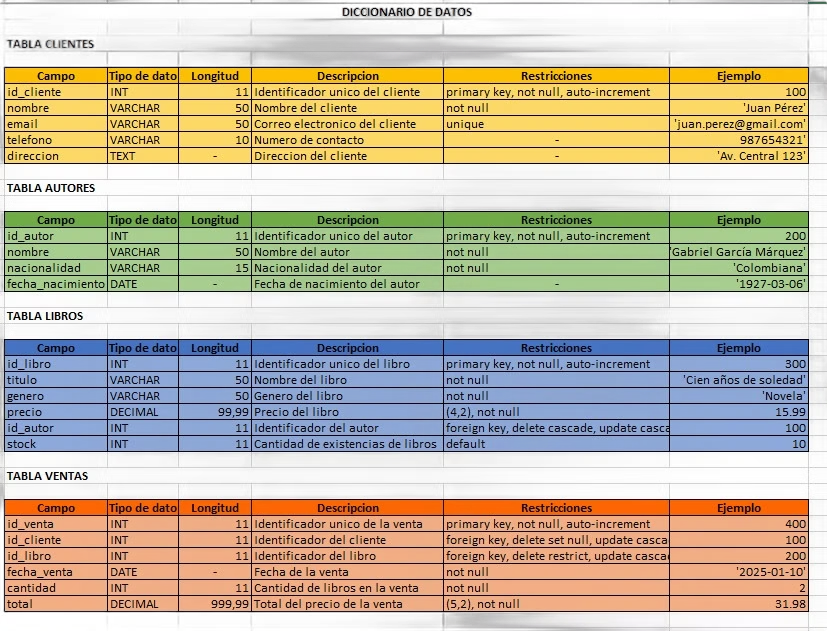 DICCIONARIO DE DATOS
TABLA CLIENTES
Campo Tipo de dato Longitud Descripcion Restricciones Ejemplo
id_cliente INT 11 Identificador unico del cliente primary key, not null, auto-increment 100
nombre VARCHAR 50 Nombre del cliente not null 'Juan Pérez'
email VARCHAR 50 Correo electronico del cliente unique 'juan.perez@gmail.com'
telefono VARCHAR 10 Numero de contacto - 987654321'
direccion TEXT - Direccion del cliente - 'Av. Central 123'
TABLA AUTORES
Campo Tipo de dato Longitud Descripcion Restricciones Ejemplo
id_autor INT 11 Identificador unico del autor primary key, not null, auto-increment 200
nombre VARCHAR 50 Nombre del autor not null 'Gabriel García Márquez'
nacionalidad VARCHAR 15 Nacionalidad del autor not null 'Colombiana'
fecha_nacimiento DATE - Fecha de nacimiento del autor - '1927-03-06'
TABLA LIBROS
Campo Tipo de dato Longitud Descripcion Restricciones Ejemplo
id_libro INT 11 Identificador unico del libro primary key, not null, auto-increment 300
titulo VARCHAR 50 Nombre del libro not null 'Cien años de soledad'
genero VARCHAR 50 Genero del libro not null 'Novela'
precio DECIMAL 99,99 Precio del libro (4,2), not null 15.99
id_autor INT 11 Identificador del autor foreign key, delete cascade, update casca 100
stock INT 11 Cantidad de existencias de libros default 10
TABLA VENTAS
Campo Tipo de dato Longitud Descripcion Restricciones Ejemplo
id_venta INT 11 Identificador unico de la venta primary key, not null, auto-increment 400
id_cliente INT 11 Identificador del cliente foreign key, delete set null, update casca 100
id_libro INT 11 Identificador del libro foreign key, delete restrict, update casca 200
fecha_venta DATE - Fecha de la venta not null '2025-01-10'
cantidad INT 11 Cantidad de libros en la venta not null 2
total DECIMAL 999,99 Total del precio de la venta (5,2), not null 31.98